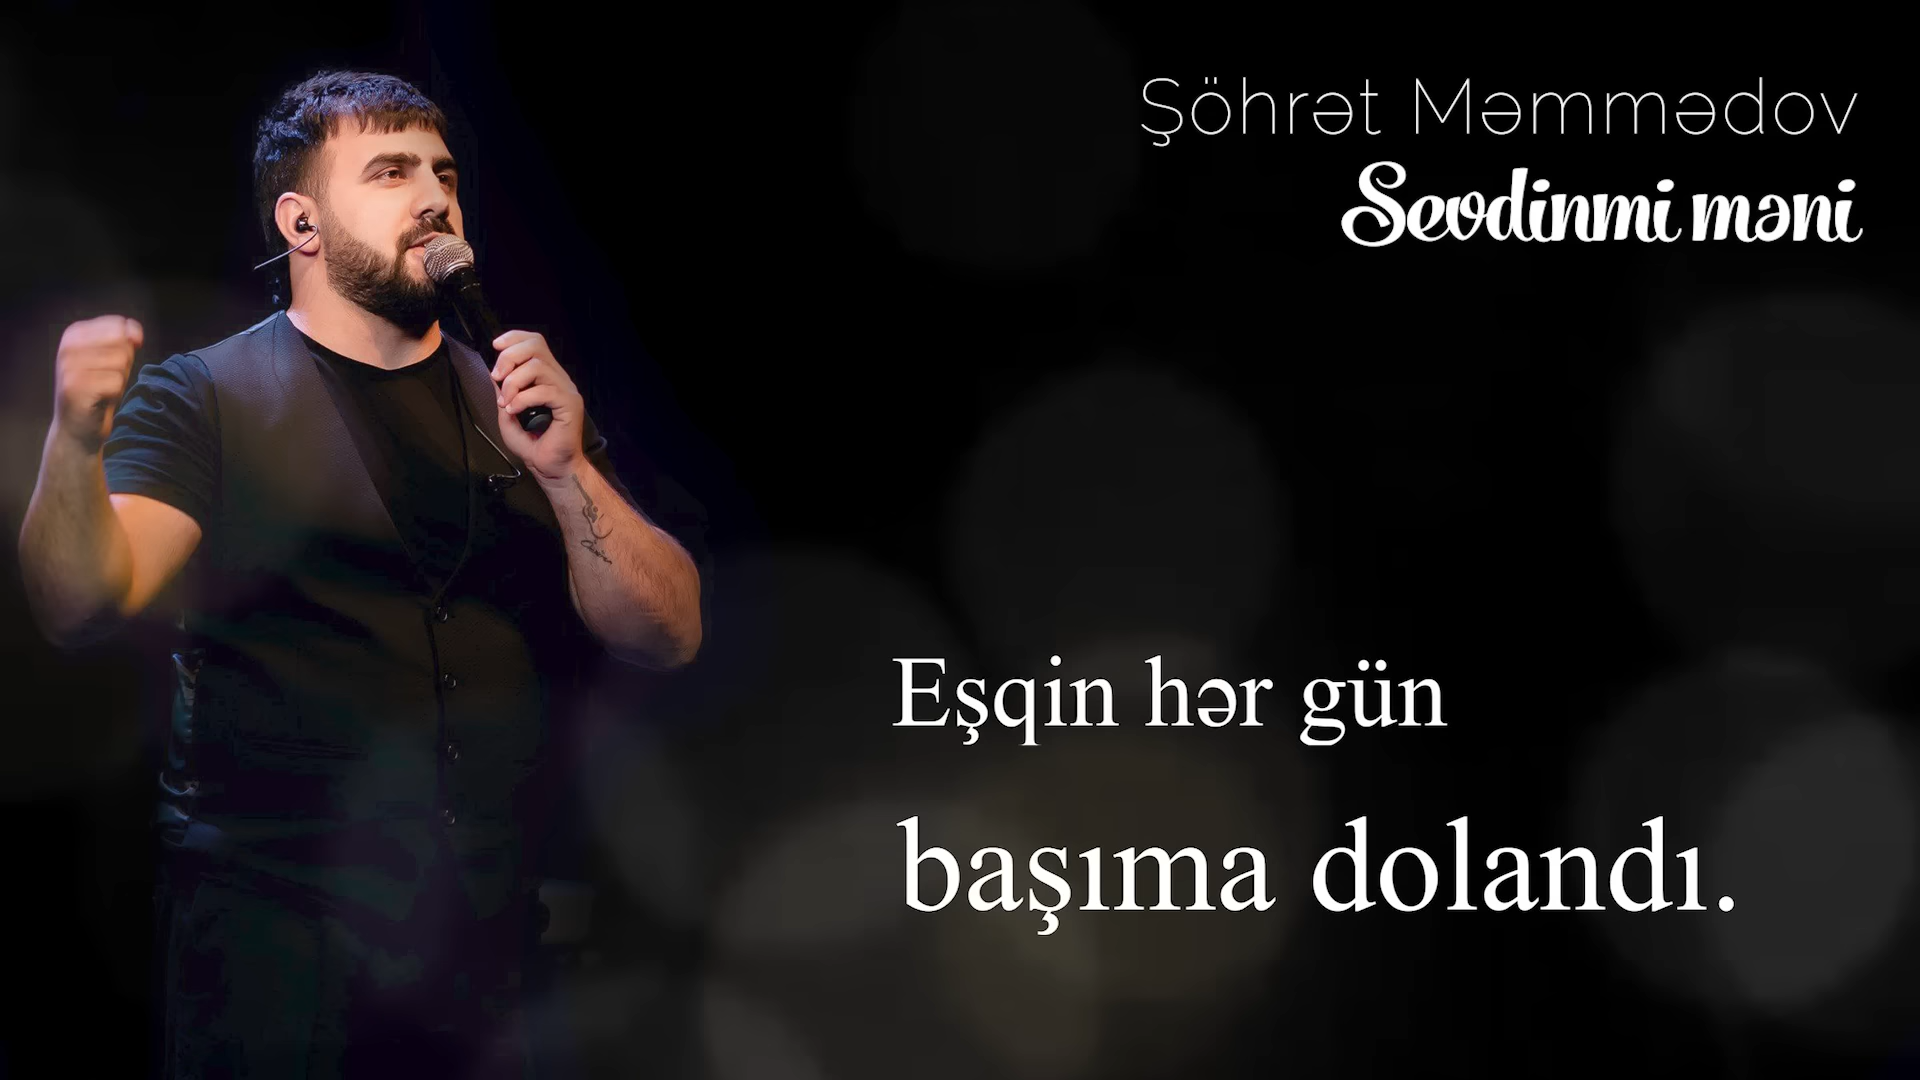 Şöhrət Məmmədov
Sevdinmi məni
Eşqin hər gün
başıma dolandı.